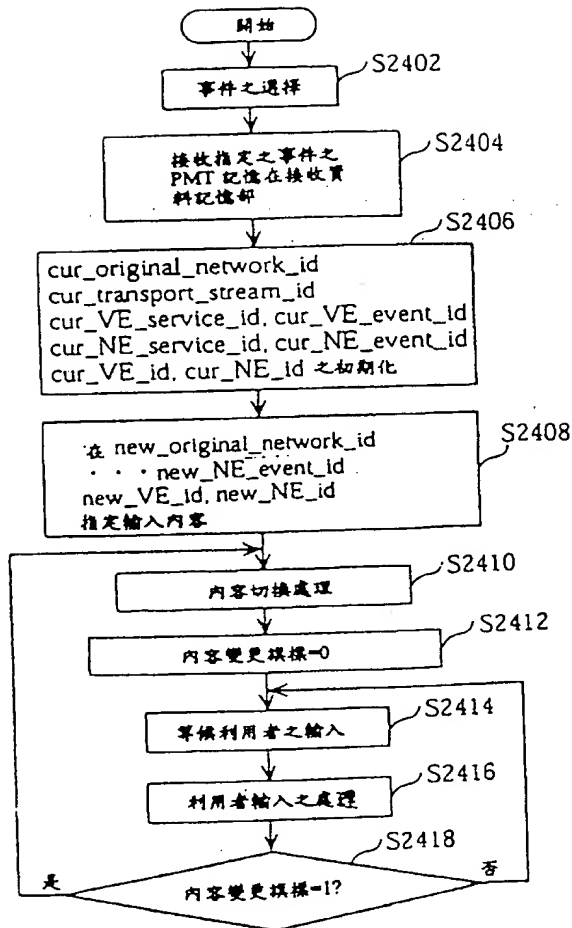 開始
S2402
事件之選擇
S2404
接收指定之事件之
PMT 記憶在接收資
料記憶部
S2406
cur_original_network_id
cur_transport_stream_id
cur_VE_service_id, cur_VE_event_id
cur_NE_service_id, cur_NE_event_id
cur_VE_id, cur_NE_id 之初期化
S2408
在 new_original_network_id
・・・new_NE_event_id
new_VE_id, new_NE_id
指定輸入內容
S2410
內容切換處理
S2412
內容變更旗標=0
S2414
等候利用者之輸入
S2416
利用者輸入之處理
S2418
是
內容變更旗標=1?
否